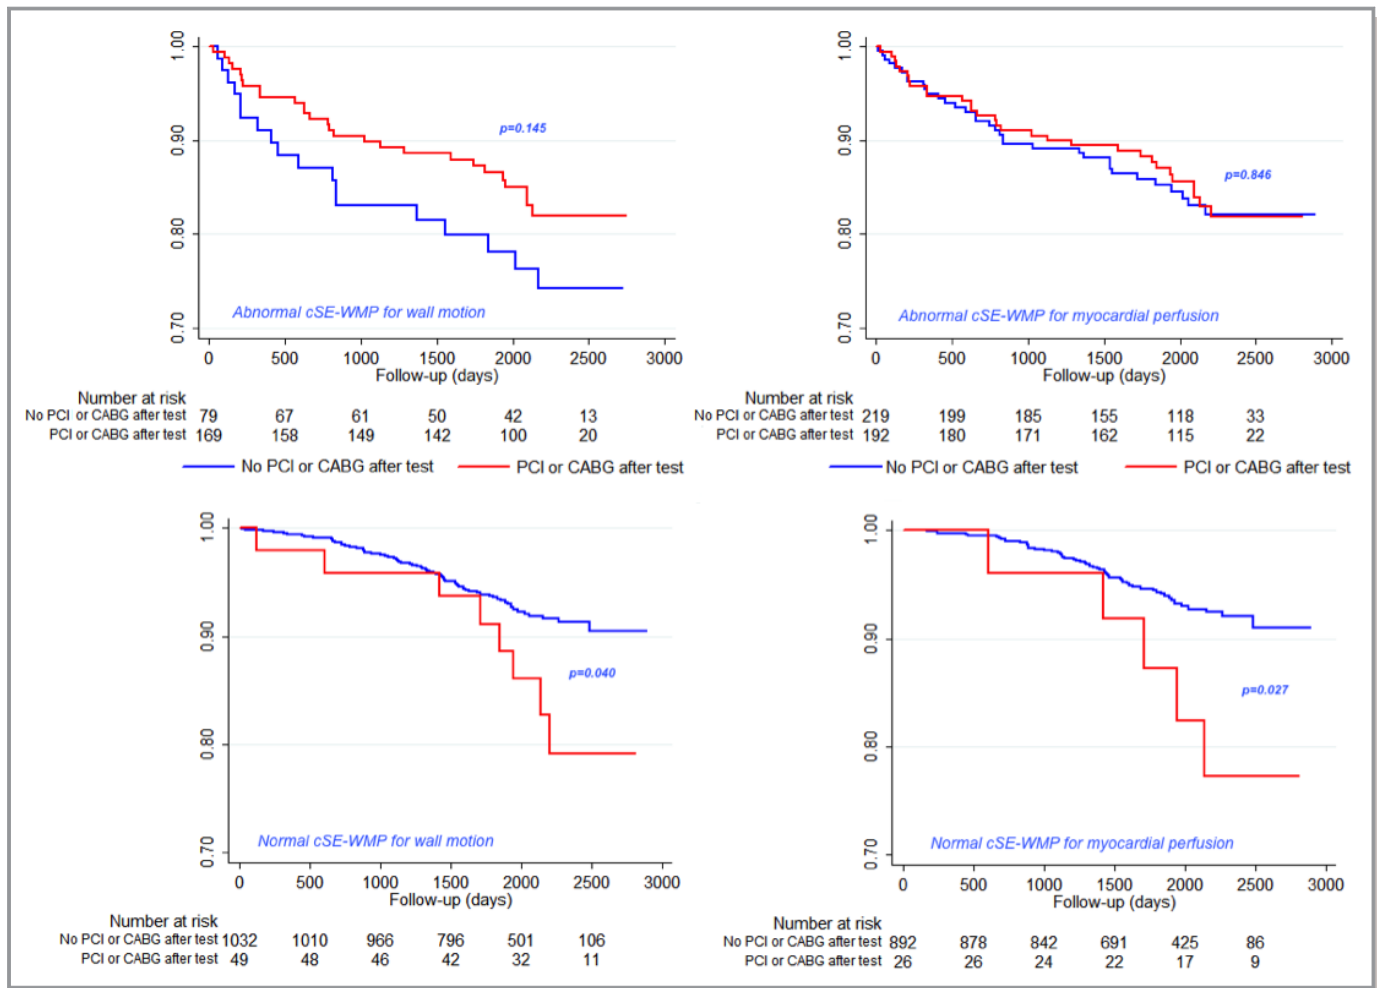 1.00
0.90
0.80
0.70
p=0.145
Abnormal cSE-WMP for wall motion
0 500 1000 1500 2000 2500 3000
Follow-up (days)
Number at risk
No PCI or CABG after test 79 67 61 50 42 13
PCI or CABG after test 169 158 149 142 100 20
No PCI or CABG after test PCI or CABG after test
1.00
0.90
0.80
0.70
p=0.846
Abnormal cSE-WMP for myocardial perfusion
0 500 1000 1500 2000 2500 3000
Follow-up (days)
Number at risk
No PCI or CABG after test 219 199 185 155 118 33
PCI or CABG after test 192 180 171 162 115 22
No PCI or CABG after test PCI or CABG after test
1.00
0.90
0.80
0.70
p=0.040
Normal cSE-WMP for wall motion
0 500 1000 1500 2000 2500 3000
Follow-up (days)
Number at risk
No PCI or CABG after test 1032 1010 966 796 501 106
PCI or CABG after test 49 48 46 42 32 11
1.00
0.90
0.80
0.70
p=0.027
Normal cSE-WMP for myocardial perfusion
0 500 1000 1500 2000 2500 3000
Follow-up (days)
Number at risk
No PCI or CABG after test 892 878 842 691 425 86
PCI or CABG after test 26 26 24 22 17 9